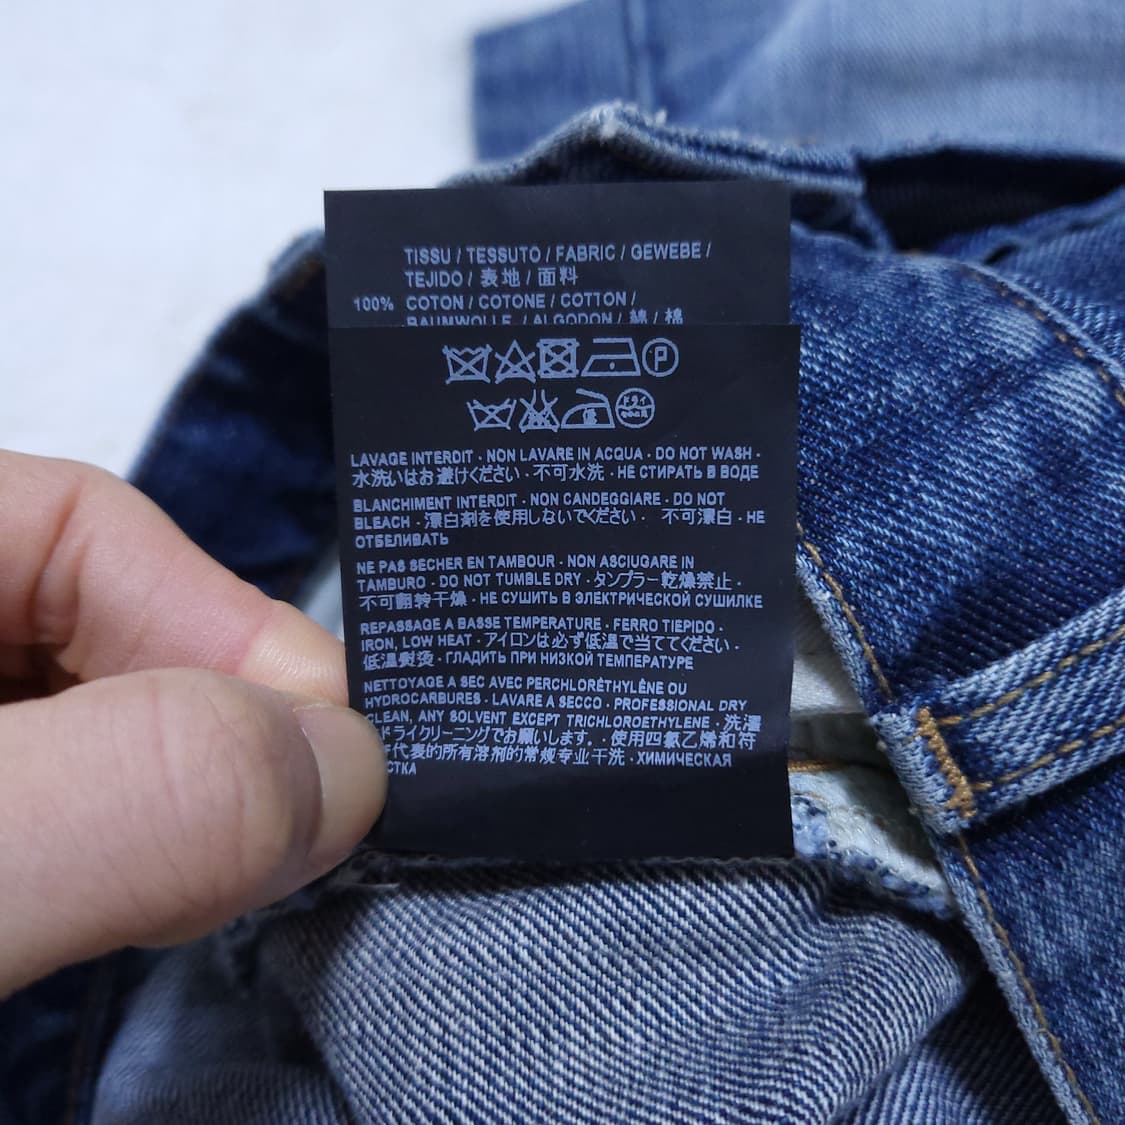 TISSU / TESSUTO / FABRIC / GEWEBE /
TEJIDO / 表地 / 面料
100% COTON / COTONE / COTTON /
BAUMWOLLE / ALGODON / 綿 / 棉
P
ドライ
LAVAGE INTERDIT · NON LAVARE IN ACQUA · DO NOT WASH ·
水洗いはお避けください · 不可水洗 · НЕ СТИРАТЬ В ВОДЕ
BLANCHIMENT INTERDIT · NON CANDEGGIARE · DO NOT
BLEACH · 漂白剤を使用しないでください · 不可漂白 · НЕ
ОТБЕЛИВАТЬ
NE PAS SECHER EN TAMBOUR · NON ASCIUGARE IN
TAMBURO · DO NOT TUMBLE DRY · タンブラー乾燥禁止 ·
不可翻转干燥 · НЕ СУШИТЬ В ЭЛЕКТРИЧЕСКОЙ СУШИЛКЕ
REPASSAGE A BASSE TEMPERATURE · FERRO TIEPIDO ·
IRON, LOW HEAT · アイロンは必ず低温で当ててください ·
低温熨烫 · ГЛАДИТЬ ПРИ НИЗКОЙ ТЕМПЕРАТУРЕ
NETTOYAGE A SEC AVEC PERCHLORÉTHYLÈNE OU
HYDROCARBURES · LAVARE A SECCO · PROFESSIONAL DRY
CLEAN, ANY SOLVENT EXCEPT TRICHLOROETHYLENE · 洗濯
ドライクリーニングでお願いします。· 使用四氯乙烯和符
代表的所有溶剂的常规专业干洗 · ХИМИЧЕСКАЯ
СТКА